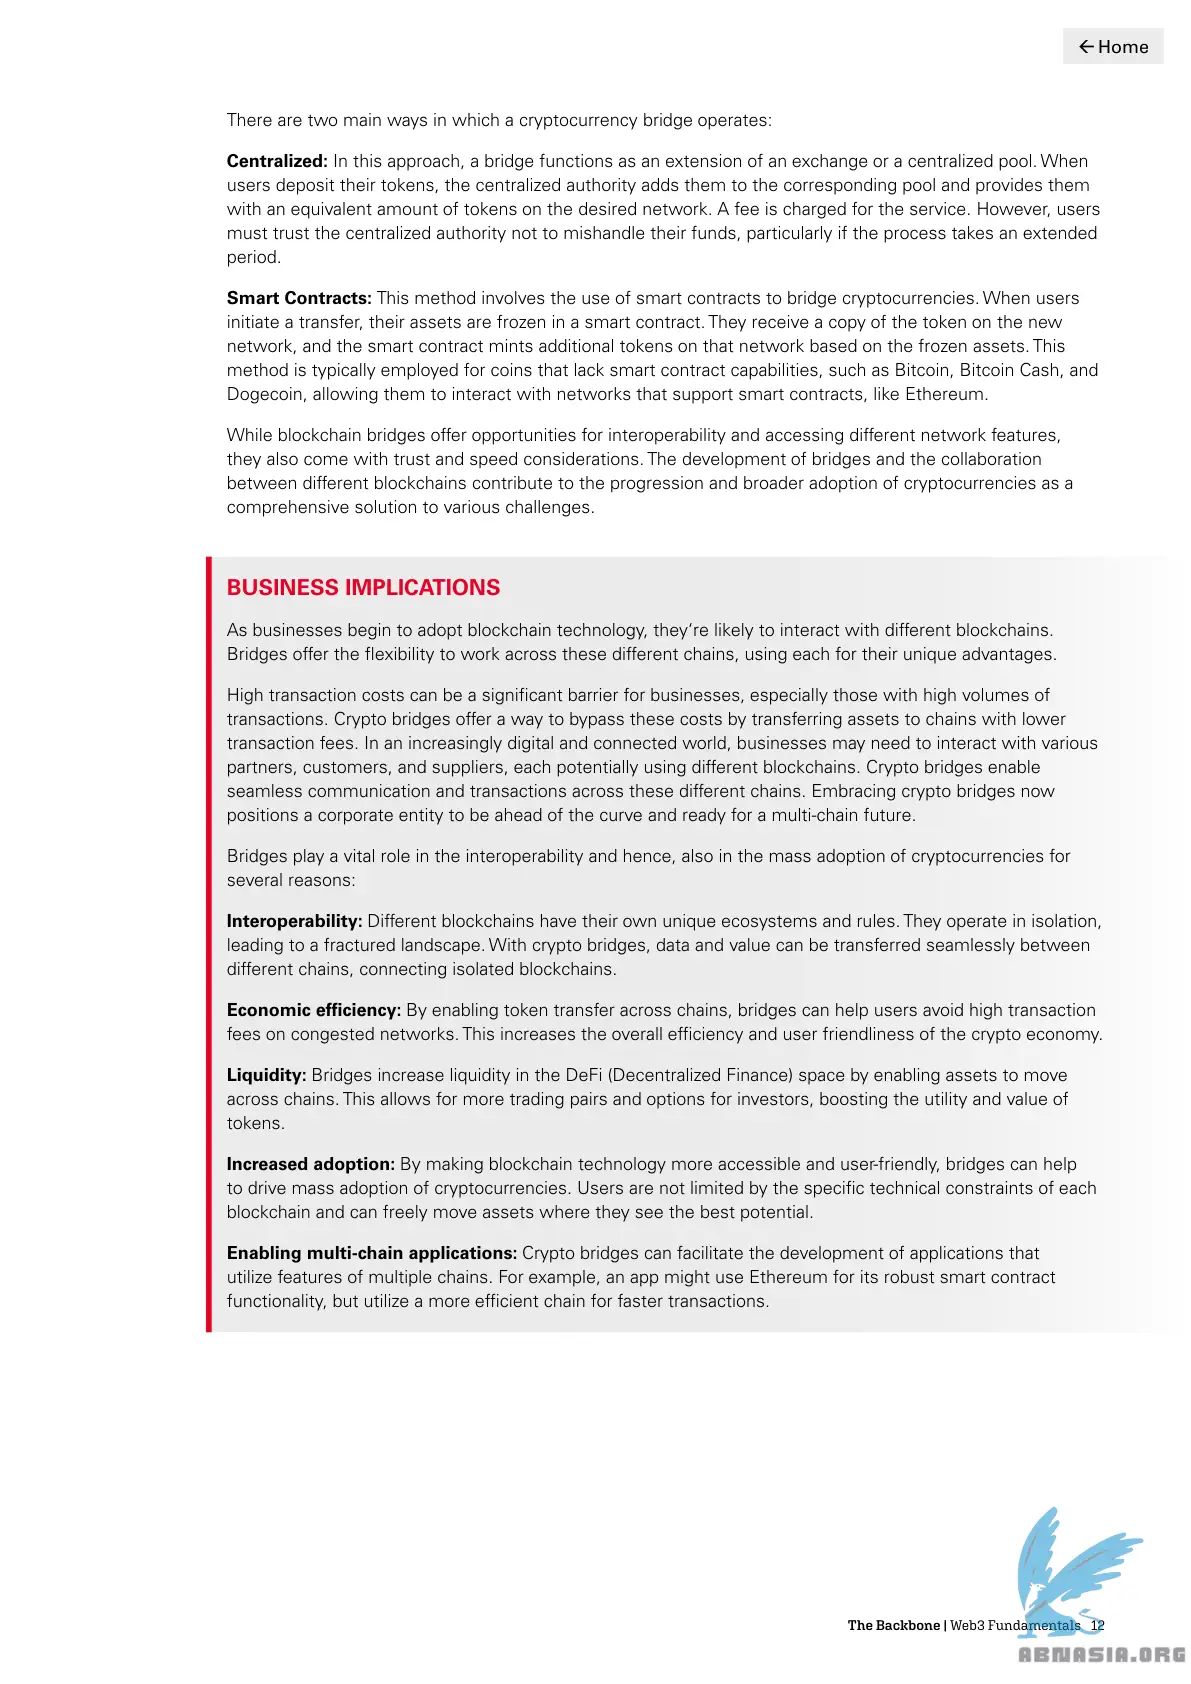 ← Home
There are two main ways in which a cryptocurrency bridge operates:
Centralized: In this approach, a bridge functions as an extension of an exchange or a centralized pool. When
users deposit their tokens, the centralized authority adds them to the corresponding pool and provides them
with an equivalent amount of tokens on the desired network. A fee is charged for the service. However, users
must trust the centralized authority not to mishandle their funds, particularly if the process takes an extended
period.
Smart Contracts: This method involves the use of smart contracts to bridge cryptocurrencies. When users
initiate a transfer, their assets are frozen in a smart contract. They receive a copy of the token on the new
network, and the smart contract mints additional tokens on that network based on the frozen assets. This
method is typically employed for coins that lack smart contract capabilities, such as Bitcoin, Bitcoin Cash, and
Dogecoin, allowing them to interact with networks that support smart contracts, like Ethereum.
While blockchain bridges offer opportunities for interoperability and accessing different network features,
they also come with trust and speed considerations. The development of bridges and the collaboration
between different blockchains contribute to the progression and broader adoption of cryptocurrencies as a
comprehensive solution to various challenges.
BUSINESS IMPLICATIONS
As businesses begin to adopt blockchain technology, they’re likely to interact with different blockchains.
Bridges offer the flexibility to work across these different chains, using each for their unique advantages.
High transaction costs can be a significant barrier for businesses, especially those with high volumes of
transactions. Crypto bridges offer a way to bypass these costs by transferring assets to chains with lower
transaction fees. In an increasingly digital and connected world, businesses may need to interact with various
partners, customers, and suppliers, each potentially using different blockchains. Crypto bridges enable
seamless communication and transactions across these different chains. Embracing crypto bridges now
positions a corporate entity to be ahead of the curve and ready for a multi-chain future.
Bridges play a vital role in the interoperability and hence, also in the mass adoption of cryptocurrencies for
several reasons:
Interoperability: Different blockchains have their own unique ecosystems and rules. They operate in isolation,
leading to a fractured landscape. With crypto bridges, data and value can be transferred seamlessly between
different chains, connecting isolated blockchains.
Economic efficiency: By enabling token transfer across chains, bridges can help users avoid high transaction
fees on congested networks. This increases the overall efficiency and user friendliness of the crypto economy.
Liquidity: Bridges increase liquidity in the DeFi (Decentralized Finance) space by enabling assets to move
across chains. This allows for more trading pairs and options for investors, boosting the utility and value of
tokens.
Increased adoption: By making blockchain technology more accessible and user-friendly, bridges can help
to drive mass adoption of cryptocurrencies. Users are not limited by the specific technical constraints of each
blockchain and can freely move assets where they see the best potential.
Enabling multi-chain applications: Crypto bridges can facilitate the development of applications that
utilize features of multiple chains. For example, an app might use Ethereum for its robust smart contract
functionality, but utilize a more efficient chain for faster transactions.
The Backbone | Web3 Fundamentals 12
ABNASIA.ORG